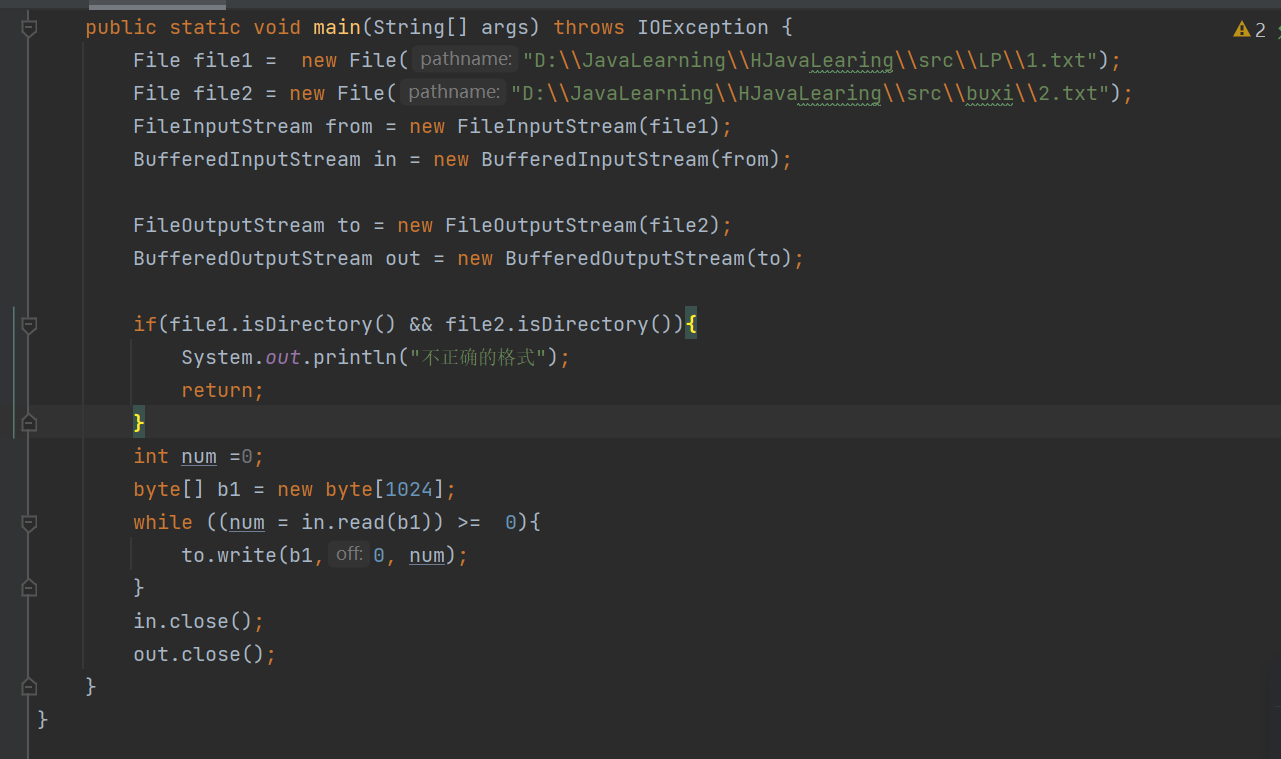 public static void main(String[] args) throws IOException {
2
File file1 =  new File( pathname: "D:\\JavaLearning\\HJavaLearing\\src\\LP\\1.txt");
File file2 = new File( pathname: "D:\\JavaLearning\\HJavaLearing\\src\\buxi\\2.txt");
FileInputStream from = new FileInputStream(file1);
BufferedInputStream in = new BufferedInputStream(from);
FileOutputStream to = new FileOutputStream(file2);
BufferedOutputStream out = new BufferedOutputStream(to);
if(file1.isDirectory() && file2.isDirectory()){
System.out.println("不正确的格式");
return;
}
int num =0;
byte[] b1 = new byte[1024];
while ((num = in.read(b1)) >=  0){
to.write(b1, off: 0, num);
}
in.close();
out.close();
}
}